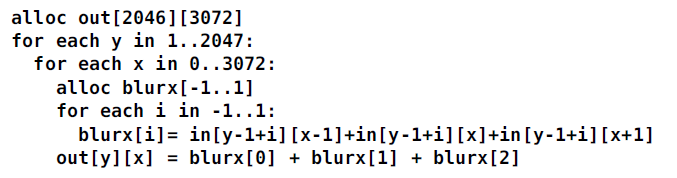 alloc out[2046][3072]
for each y in 1..2047:
  for each x in 0..3072:
    alloc blurx[-1..1]
    for each i in -1..1:
      blurx[i]= in[y-1+i][x-1]+in[y-1+i][x]+in[y-1+i][x+1]
    out[y][x] = blurx[0] + blurx[1] + blurx[2]